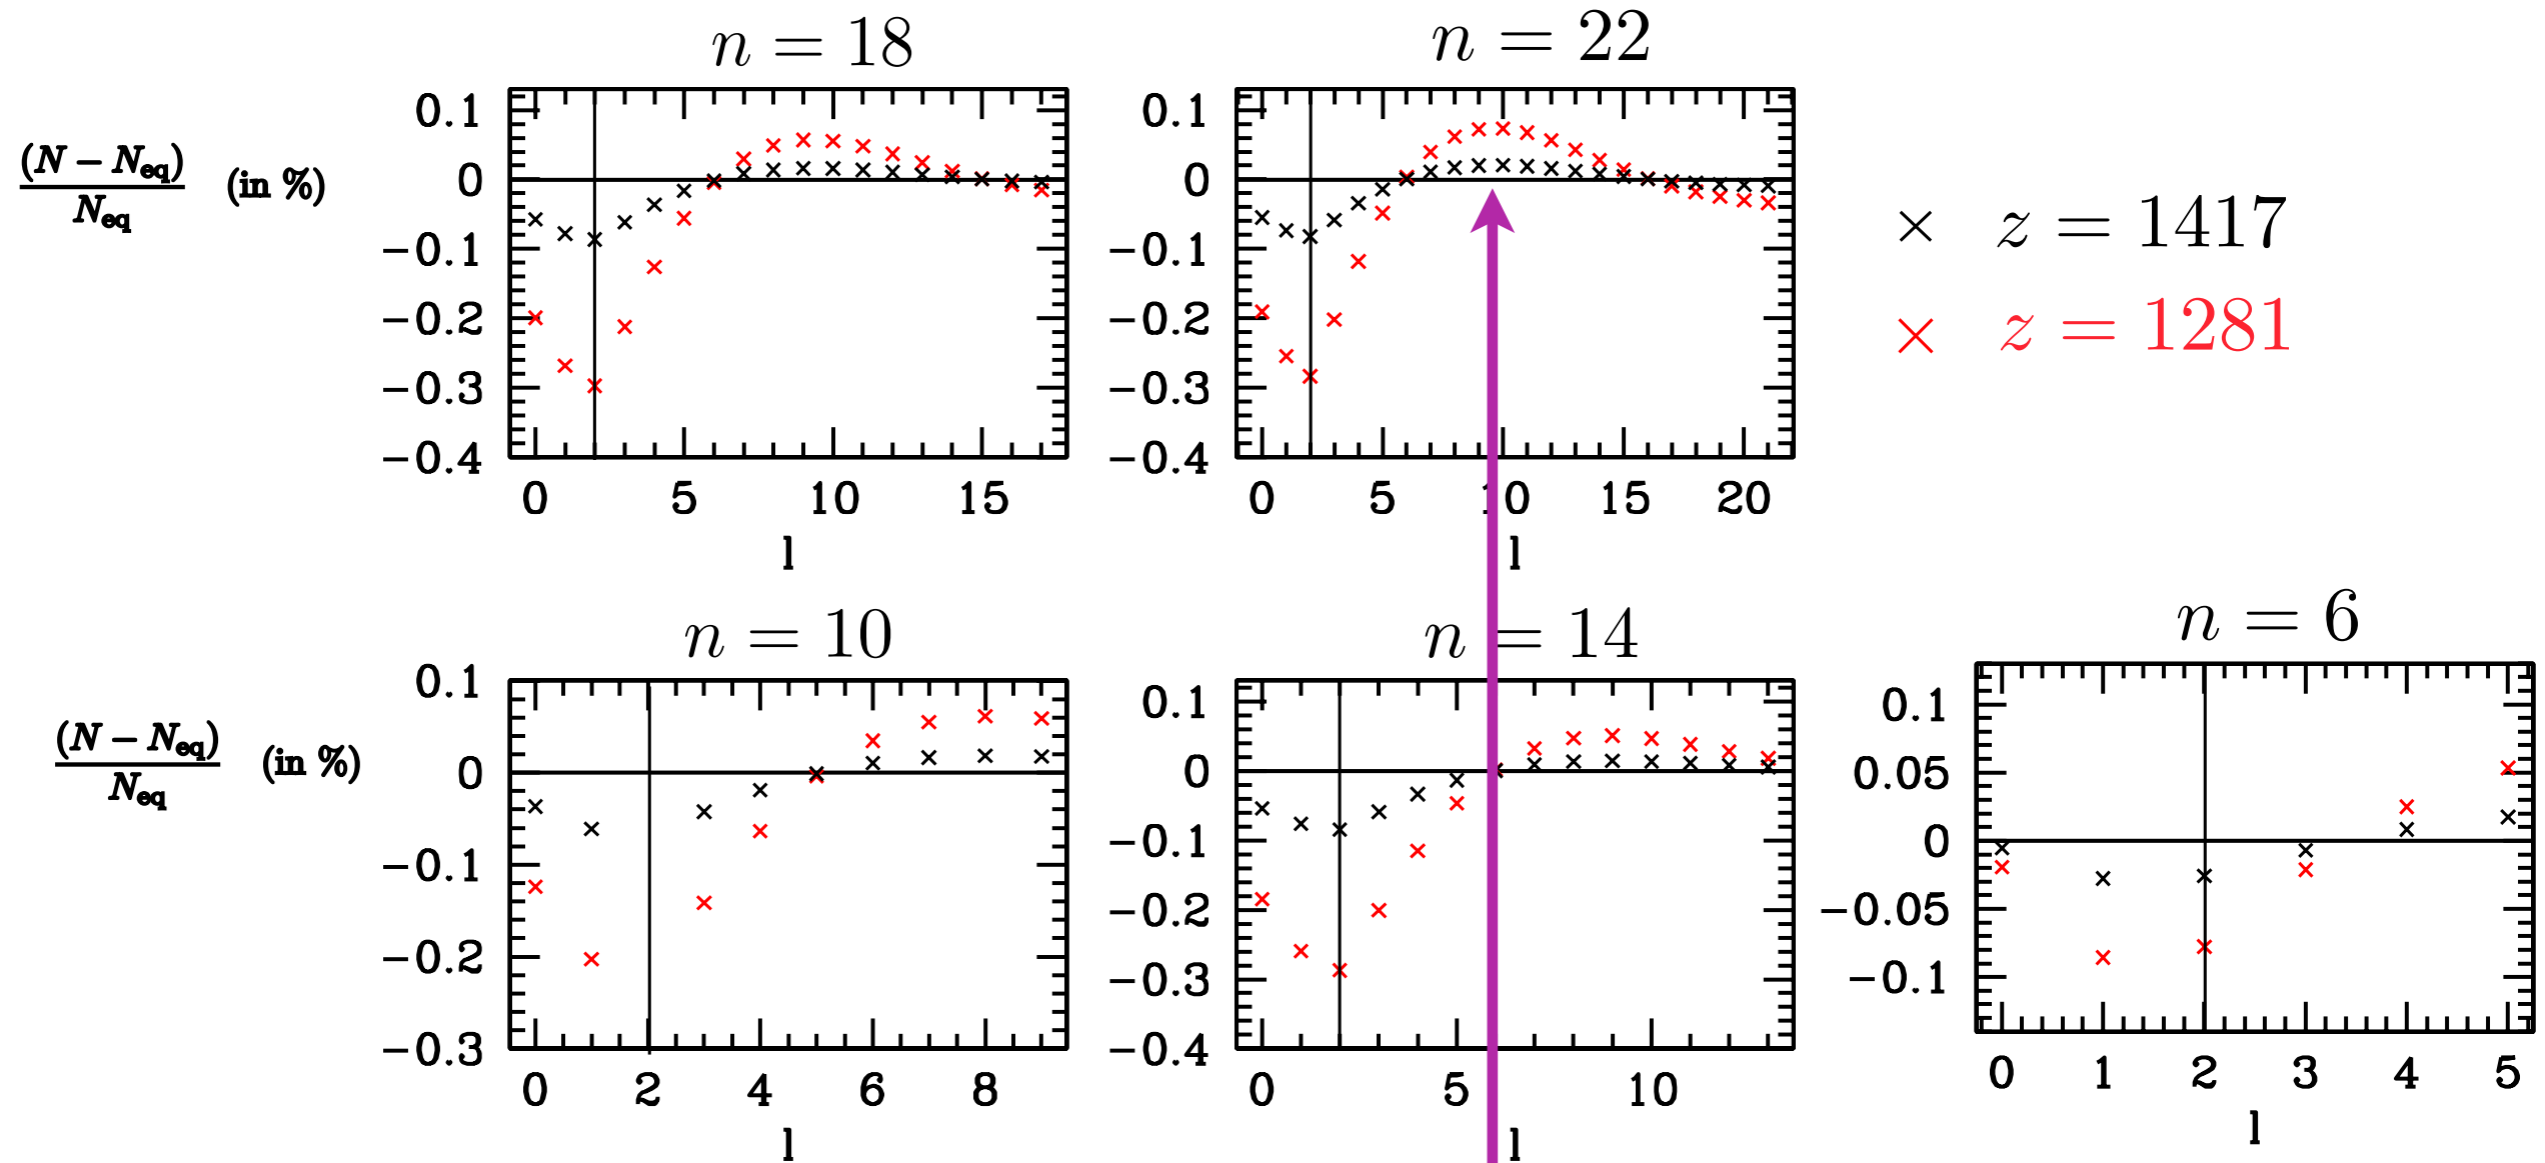 n = 18
n = 22
(N − N_eq) / N_eq (in %)
0.1
0
−0.1
−0.2
−0.3
−0.4
0 5 10 15
l
0.1
0
−0.1
−0.2
−0.3
−0.4
0 5 10 15 20
l
× z = 1417
× z = 1281
n = 10
n = 14
n = 6
(N − N_eq) / N_eq (in %)
0.1
0
−0.1
−0.2
−0.3
0 2 4 6 8
l
0.1
0
−0.1
−0.2
−0.3
−0.4
0 5 10
l
0.1
0.05
0
−0.05
−0.1
0 1 2 3 4 5
l